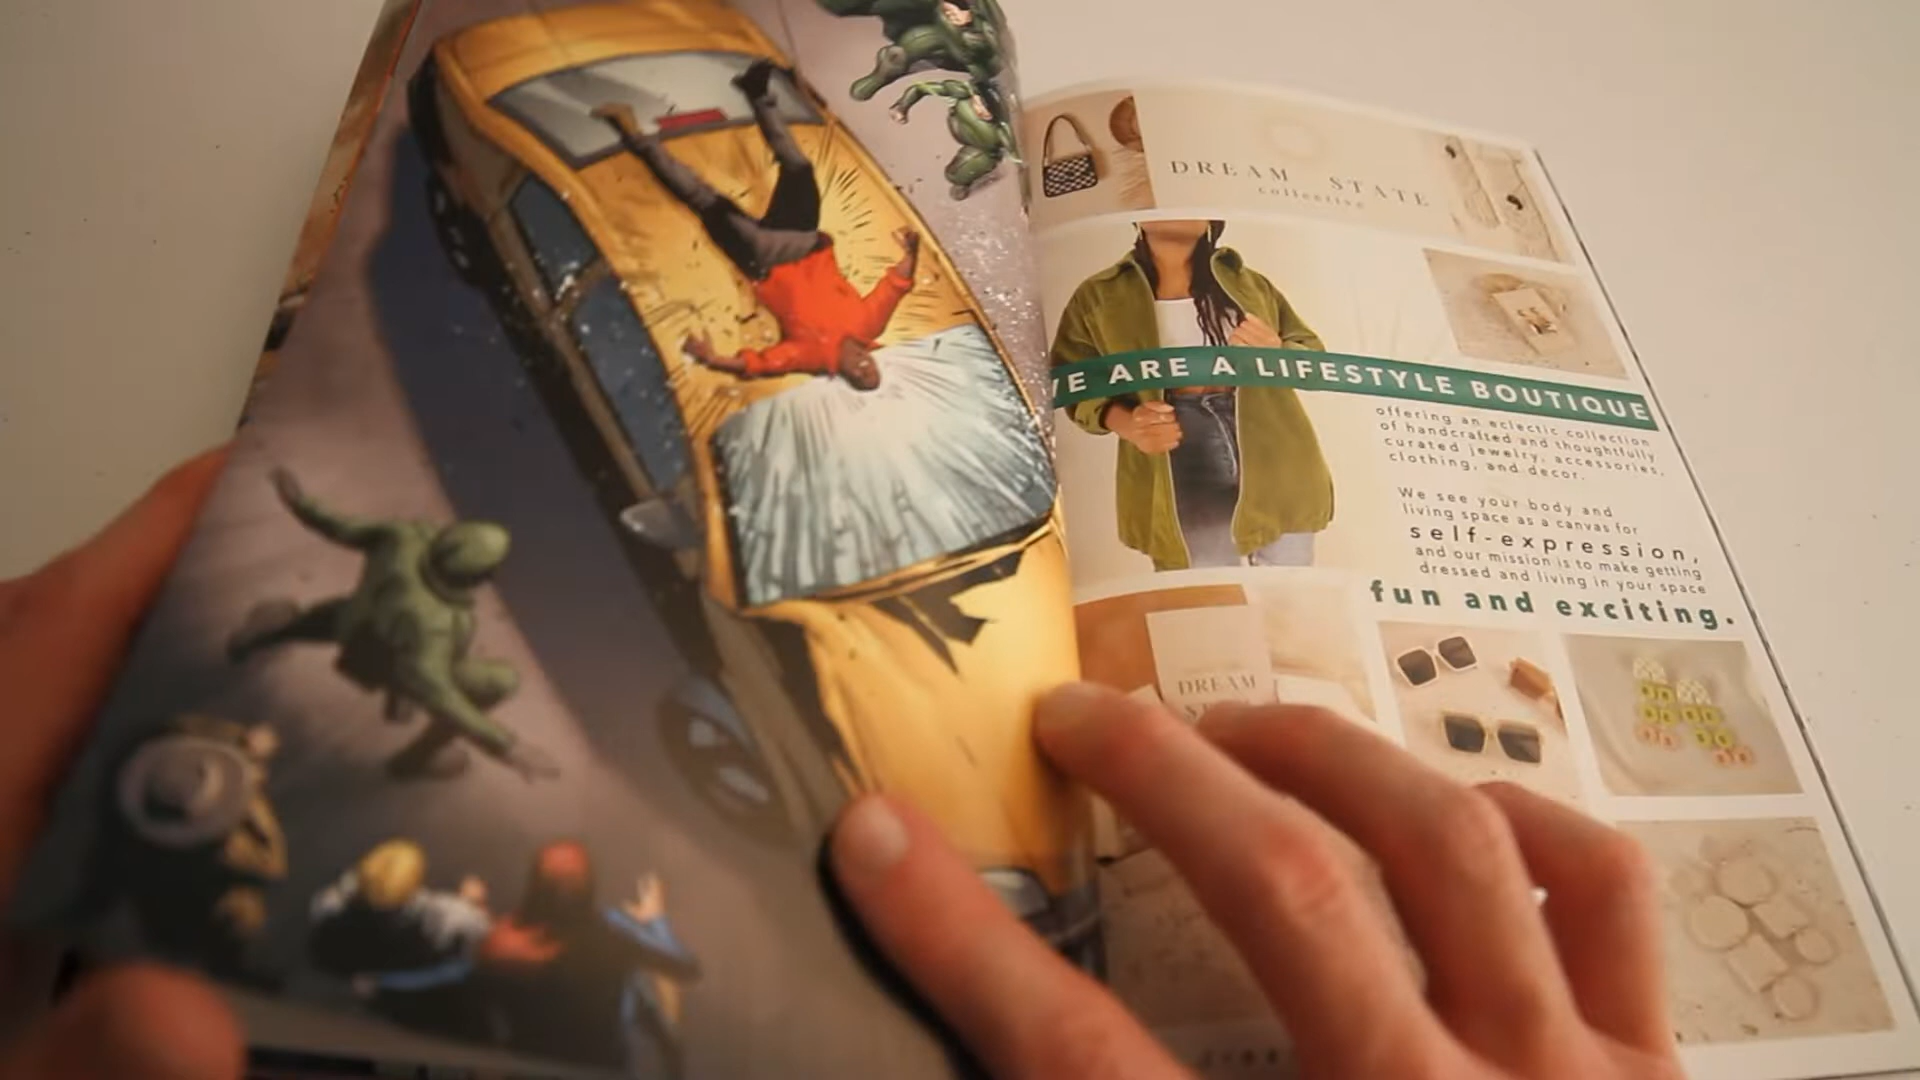 DREAM STATE
collective
WE ARE A LIFESTYLE BOUTIQUE
offering an eclectic collection
of handcrafted and thoughtfully
curated jewelry, accessories,
clothing, and decor.
We see your body and
living space as a canvas for
self-expression,
and our mission is to make getting
dressed and living in your space
fun and exciting.
DREAM